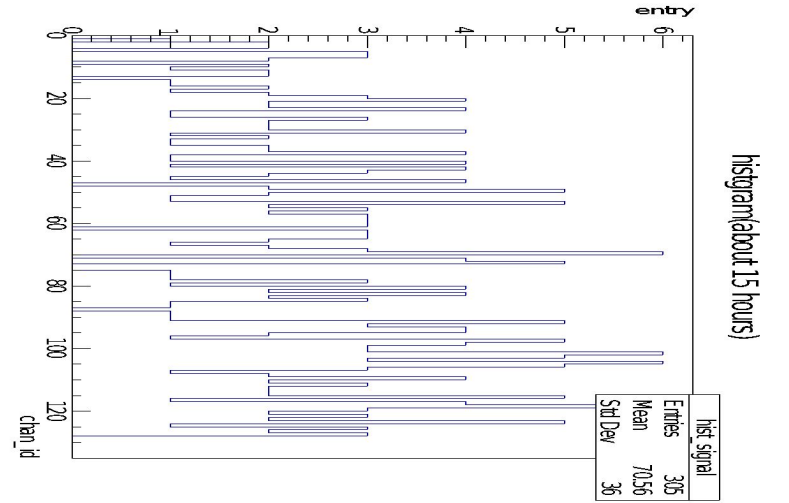 histgram(about 15 hours)
hist_signal
Entries 305
Mean 70.56
Std Dev 36
entry
6
5
4
3
2
1
0
0 20 40 60 80 100 120
chan_id